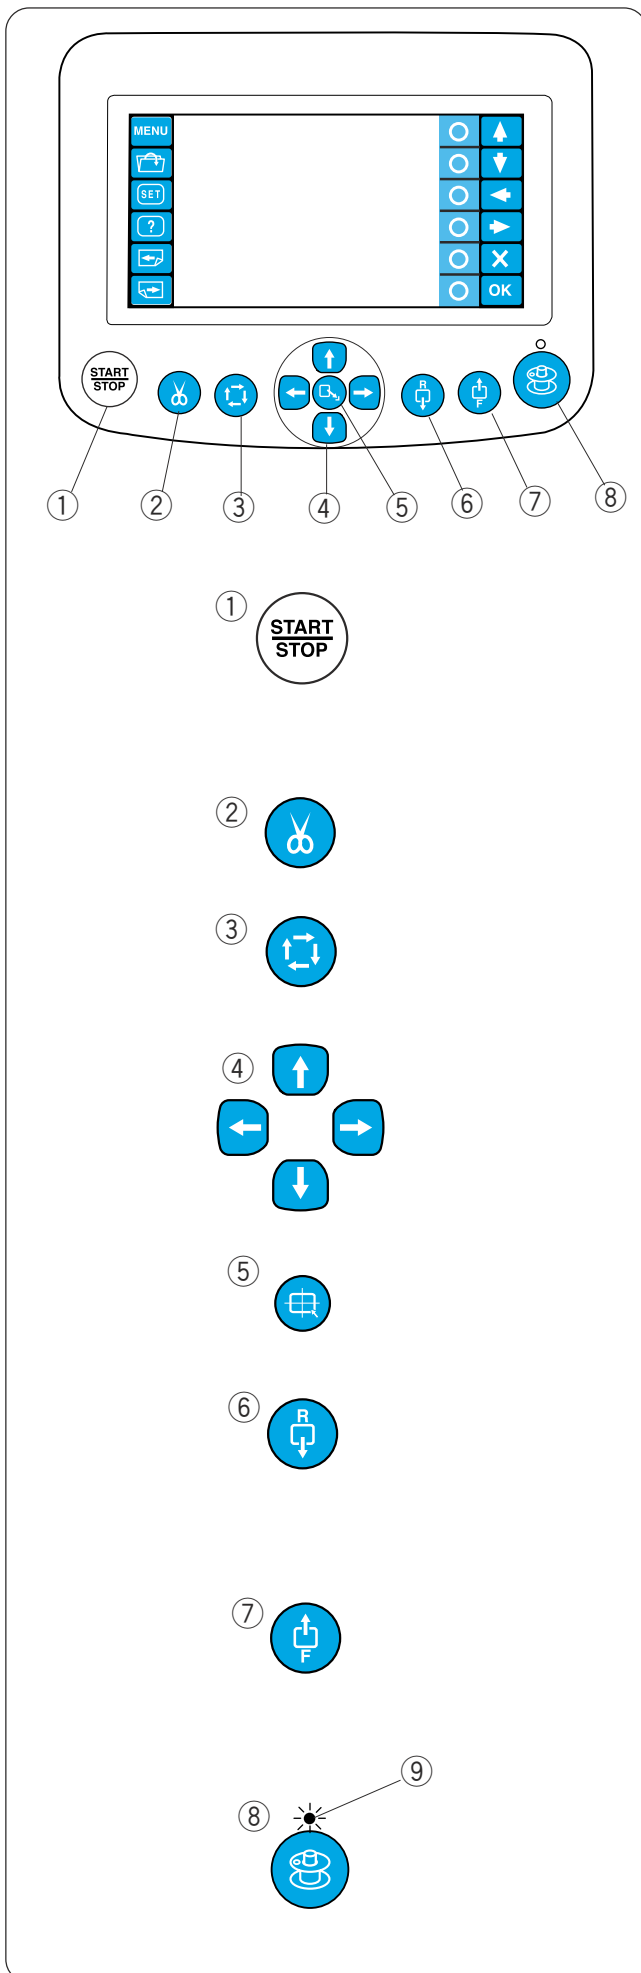 MENU
SET
?
OK
START
STOP
R
F
① ② ③ ④ ⑤ ⑥ ⑦ ⑧
①
START
STOP
②
③
④
⑤
⑥
R
⑦
F
⑨
⑧